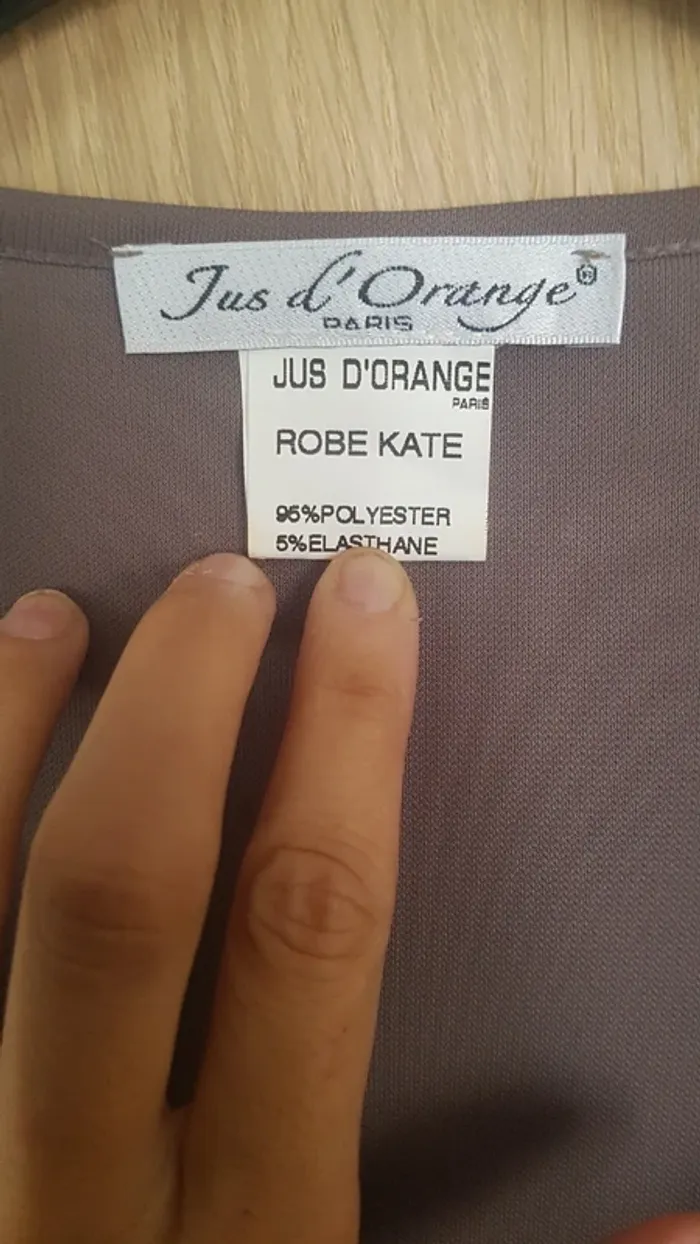 Jus d'Orange
PARIS
JUS D'ORANGE
PARIS
ROBE KATE
95%POLYESTER
5%ELASTHANE